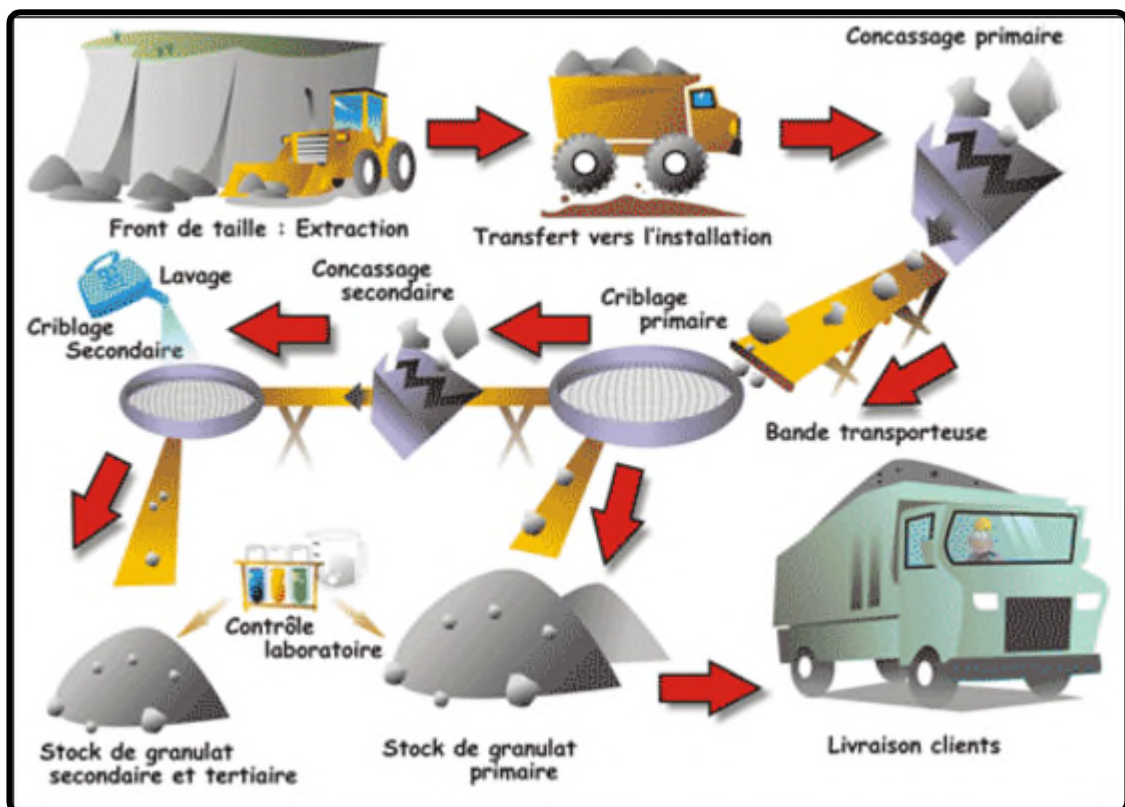 Concassage primaire
Front de taille : Extraction
Transfert vers l'installation
Lavage
Concassage
secondaire
Criblage
primaire
Criblage
Secondaire
Bande transporteuse
Contrôle
laboratoire
Stock de granulat
secondaire et tertiaire
Stock de granulat
primaire
Livraison clients